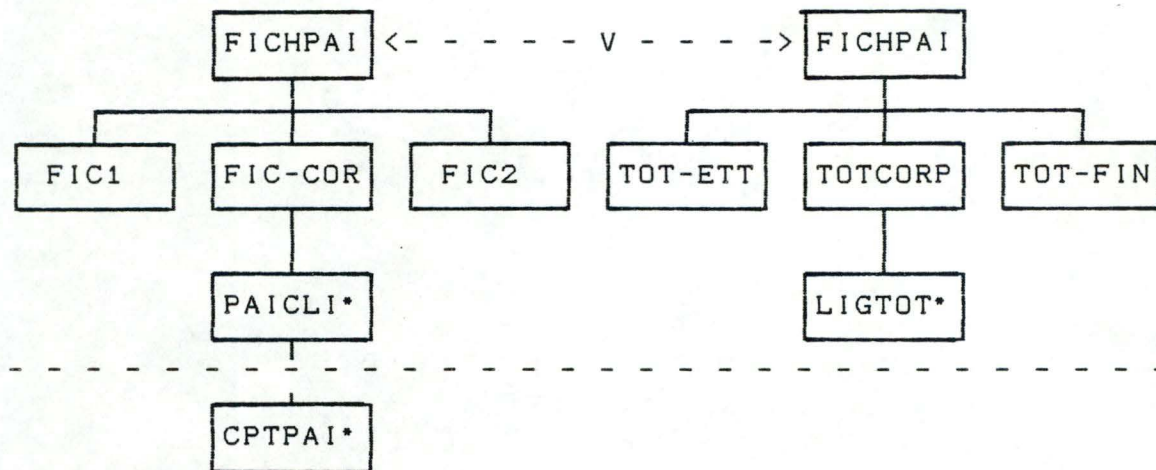 FICHPAI <- - - - - V - - - -> FICHPAI
FIC1 FIC-COR FIC2 TOT-ETT TOTCORP TOT-FIN
PAICLI* LIGTOT*
CPTPAI*